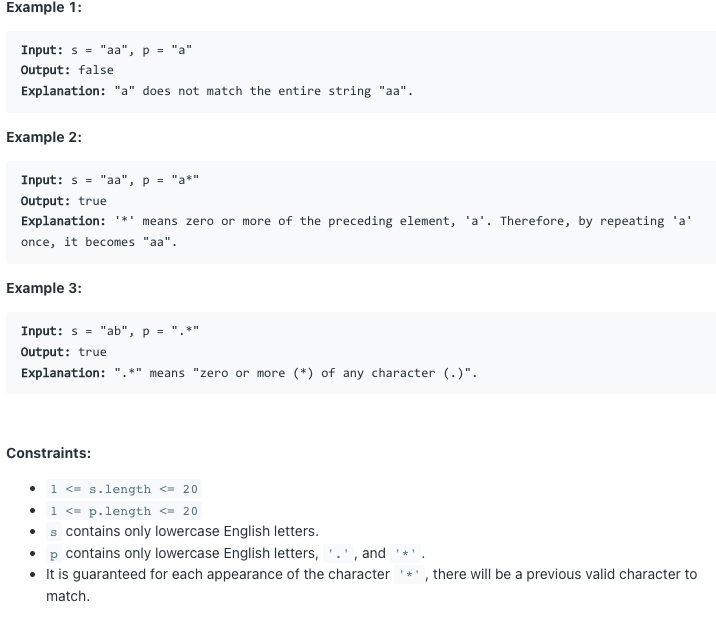 Example 1:
Input: s = "aa", p = "a"
Output: false
Explanation: "a" does not match the entire string "aa".
Example 2:
Input: s = "aa", p = "a*"
Output: true
Explanation: '*' means zero or more of the preceding element, 'a'. Therefore, by repeating 'a'
once, it becomes "aa".
Example 3:
Input: s = "ab", p = ".*"
Output: true
Explanation: ".*" means "zero or more (*) of any character (.)".
Constraints:
• 1 <= s.length <= 20
• 1 <= p.length <= 20
• s contains only lowercase English letters.
• p contains only lowercase English letters, '.', and '*'.
• It is guaranteed for each appearance of the character '*', there will be a previous valid character to
match.